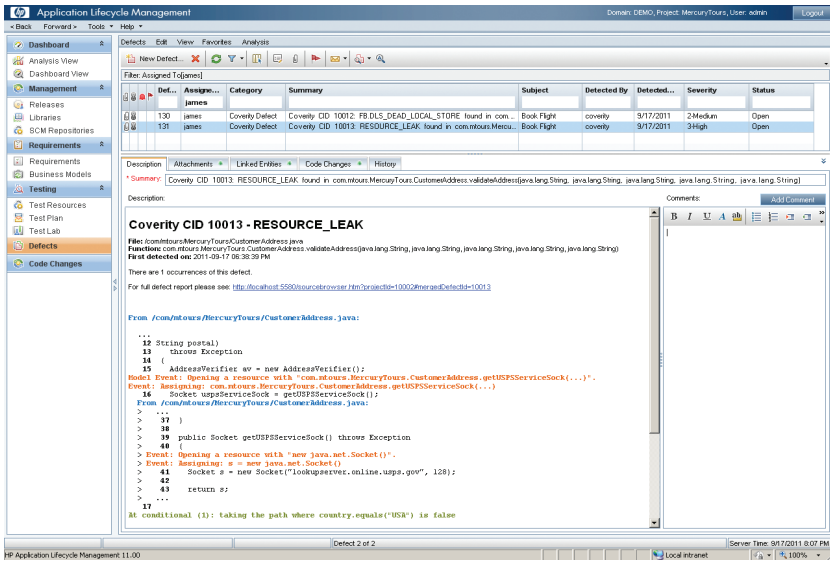 hp Application Lifecycle Management
Domain: DEMO, Project: MercuryTours, User: admin
Logout
< Back Forward > Tools Help
Dashboard
Analysis View
Dashboard View
Management
Releases
Libraries
SCM Repositories
Requirements
Requirements
Business Models
Testing
Test Resources
Test Plan
Test Lab
Defects
Code Changes
Defects Edit View Favorites Analysis
New Defect...
Filter: Assigned To[james]
Def... Assigne... Category Summary Subject Detected By Detected... Severity Status
james
130 james Coverity Defect Coverity CID 10012: FB.DLS_DEAD_LOCAL_STORE found in com.... Book Flight coverity 9/17/2011 2-Medium Open
131 james Coverity Defect Coverity CID 10013: RESOURCE_LEAK found in com.mtours.Mercu... Book Flight coverity 9/17/2011 3-High Open
Description Attachments Linked Entities Code Changes History
* Summary: Coverity CID 10013: RESOURCE_LEAK found in com.mtours.MercuryTours.CustomerAddress.validateAddress(java.lang.String, java.lang.String, java.lang.String, java.lang.String, java.lang.String)
Description:
Comments:
Add Comment
B I U A ab
Coverity CID 10013 - RESOURCE_LEAK
File: /com/mtours/MercuryTours/CustomerAddress.java
Function: com.mtours.MercuryTours.CustomerAddress.validateAddress(java.lang.String, java.lang.String, java.lang.String, java.lang.String, java.lang.String)
First detected on: 2011-09-17 06:38:39 PM
There are 1 occurrences of this defect.
For full defect report please see: http://localhost:5580/sourcebrowser.htm?projectId=10002#mergedDefectId=10013
From /com/mtours/MercuryTours/CustomerAddress.java:
...
12 String postal)
13 throws Exception
14 {
15 AddressVerifier av = new AddressVerifier();
Model Event: Opening a resource with "com.mtours.MercuryTours.CustomerAddress.getUSPSServiceSock(...)".
Event: Assigning: com.mtours.MercuryTours.CustomerAddress.getUSPSServiceSock(...)
16 Socket uspsServiceSock = getUSPSServiceSock();
From /com/mtours/MercuryTours/CustomerAddress.java:
> ...
> 37 }
> 38
> 39 public Socket getUSPSServiceSock() throws Exception
> 40 {
> Event: Opening a resource with "new java.net.Socket()".
> Event: Assigning: s = new java.net.Socket()
> 41 Socket s = new Socket("lookupserver.online.usps.gov", 128);
> 42
> 43 return s;
> ...
17
At conditional (1): taking the path where country.equals("USA") is false
Defect 2 of 2
Server Time: 9/17/2011 8:07 PM
HP Application Lifecycle Management 11.00
Local intranet
100%